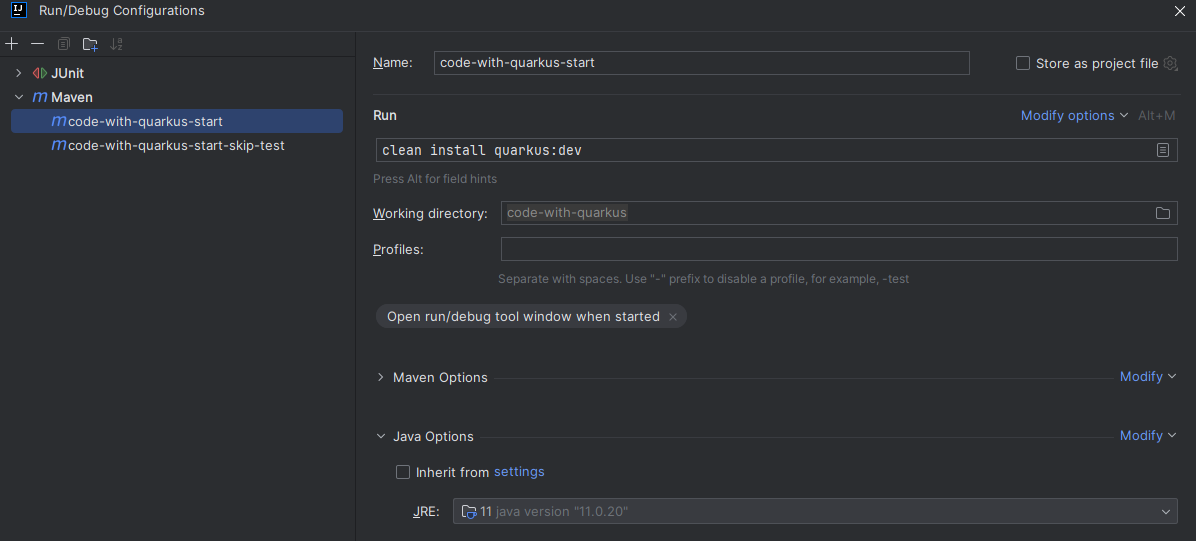 IJ Run/Debug Configurations
JUnit
Maven
code-with-quarkus-start
code-with-quarkus-start-skip-test
Name: code-with-quarkus-start Store as project file
Run Modify options Alt+M
clean install quarkus:dev
Press Alt for field hints
Working directory: code-with-quarkus
Profiles:
Separate with spaces. Use "-" prefix to disable a profile, for example, -test
Open run/debug tool window when started
Maven Options Modify
Java Options Modify
Inherit from settings
JRE: 11 java version "11.0.20"